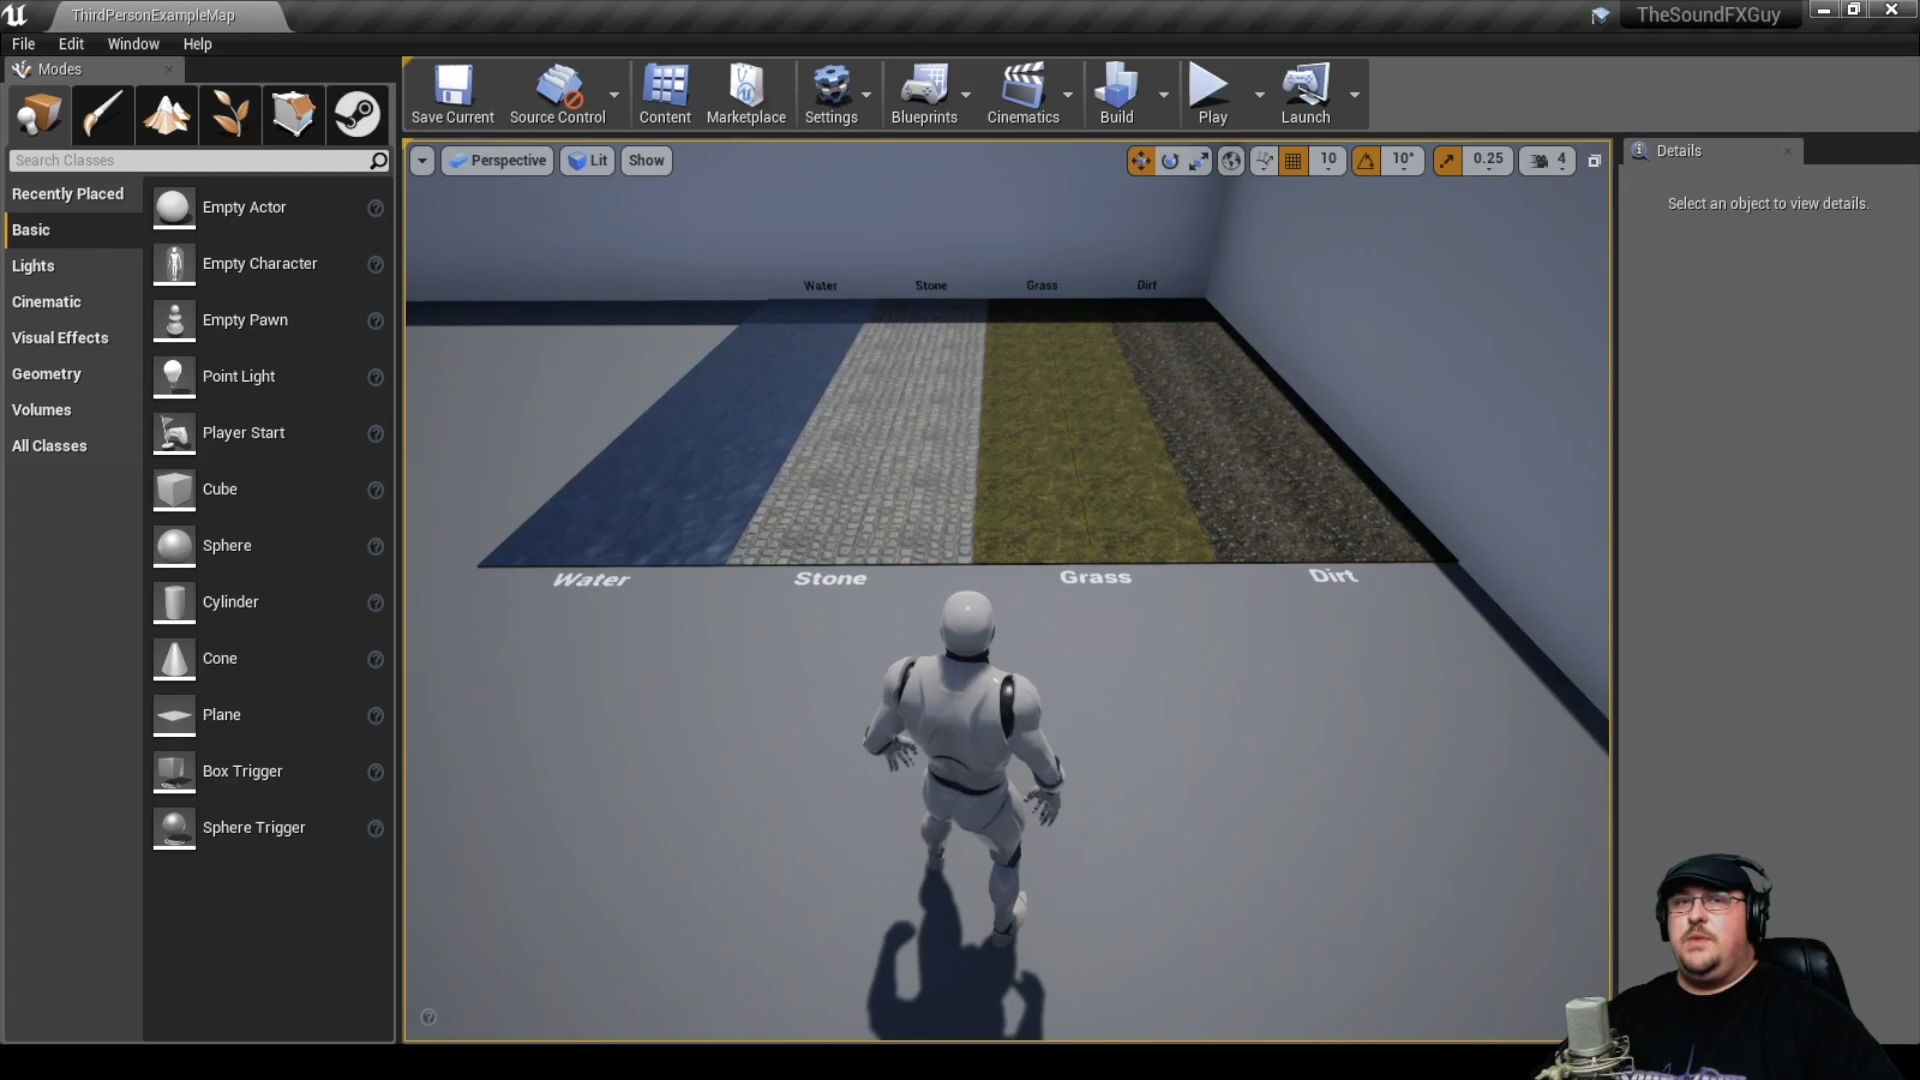 ThirdPersonExampleMap
TheSoundFXGuy
File Edit Window Help
Modes
Search Classes
Recently Placed
Basic
Lights
Cinematic
Visual Effects
Geometry
Volumes
All Classes
Empty Actor
Empty Character
Empty Pawn
Point Light
Player Start
Cube
Sphere
Cylinder
Cone
Plane
Box Trigger
Sphere Trigger
Save Current Source Control Content Marketplace Settings Blueprints Cinematics Build Play Launch
Perspective Lit Show
10 10° 0.25 4
Water Stone Grass Dirt
Water Stone Grass Dirt
Details
Select an object to view details.